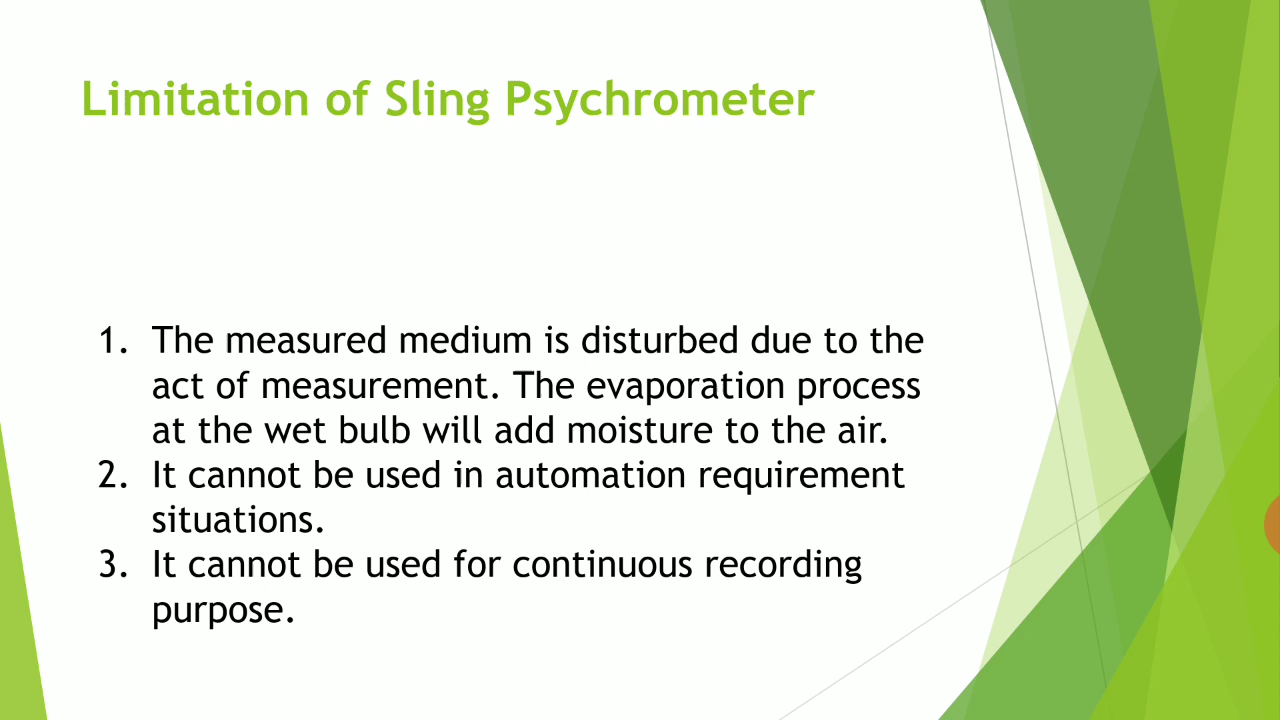 Limitation of Sling Psychrometer
1. The measured medium is disturbed due to the
act of measurement. The evaporation process
at the wet bulb will add moisture to the air.
2. It cannot be used in automation requirement
situations.
3. It cannot be used for continuous recording
purpose.